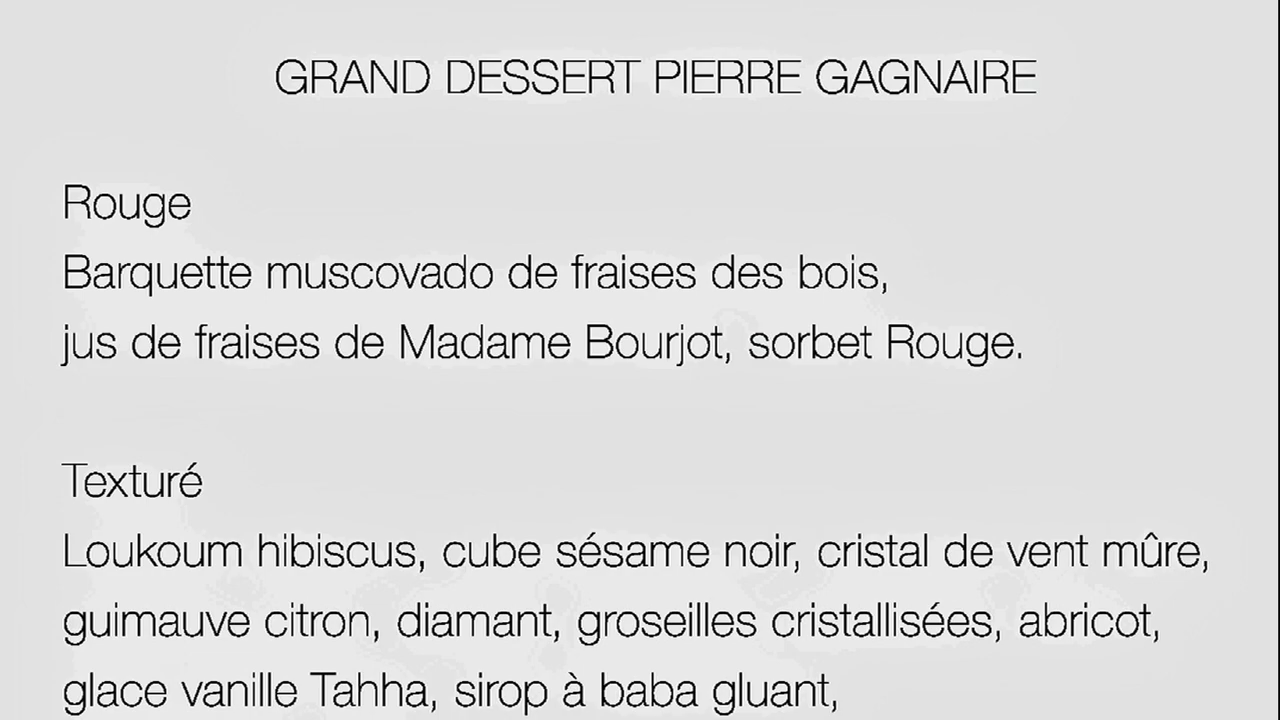 GRAND DESSERT PIERRE GAGNAIRE
Rouge
Barquette muscovado de fraises des bois,
jus de fraises de Madame Bourjot, sorbet Rouge.
Texturé
Loukoum hibiscus, cube sésame noir, cristal de vent mûre,
guimauve citron, diamant, groseilles cristallisées, abricot,
glace vanille Tahha, sirop à baba gluant,